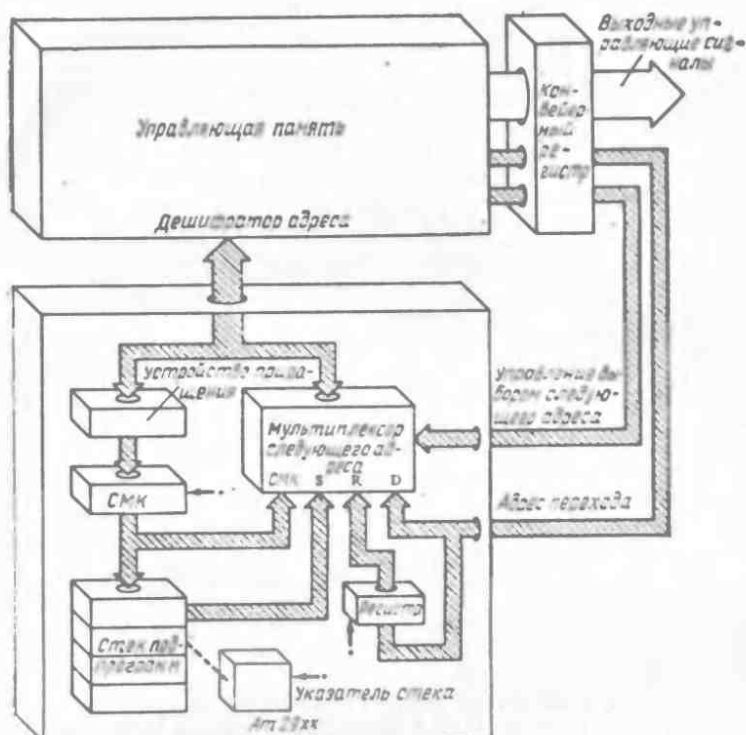 Выходные уп-
равляющие сиг-
налы
Кон-
вейер-
ный
ре-
гистр
Управляющая память
Дешифратор адреса
Устройство прира-
щения
Управление вы-
бором следую-
щего адреса
Мультиплексор
следующего ад-
реса
СМК S R D
СМК
Адрес перехода
Регистр
Стек под-
программ
Указатель стека
Am 29xx